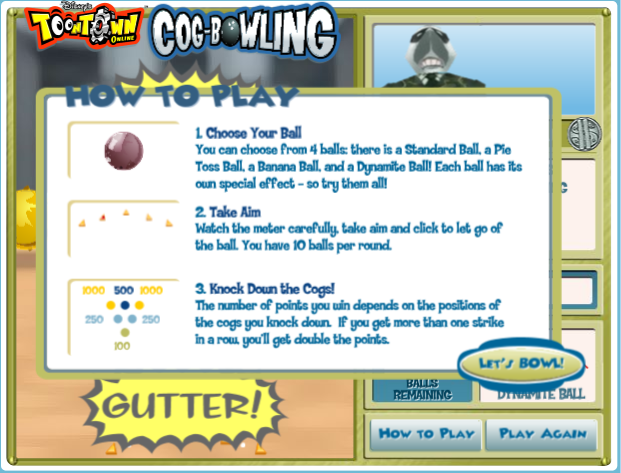 Disney's
TOONTOWN
ONLINE
COG-BOWLING
HOW TO PLAY
1. Choose Your Ball
You can choose from 4 balls: there is a Standard Ball, a Pie
Toss Ball, a Banana Ball, and a Dynamite Ball! Each ball has its
own special effect - so try them all!
2. Take Aim
Watch the meter carefully, take aim and click to let go of
the ball. You have 10 balls per round.
1000 500 1000
250 250
100
3. Knock Down the Cogs!
The number of points you win depends on the positions of
the cogs you knock down. If you get more than one strike
in a row, you'll get double the points.
LET'S BOWL!
GUTTER!
BALLS
REMAINING
DYNAMITE BALL
HOW TO PLAY
PLAY AGAIN